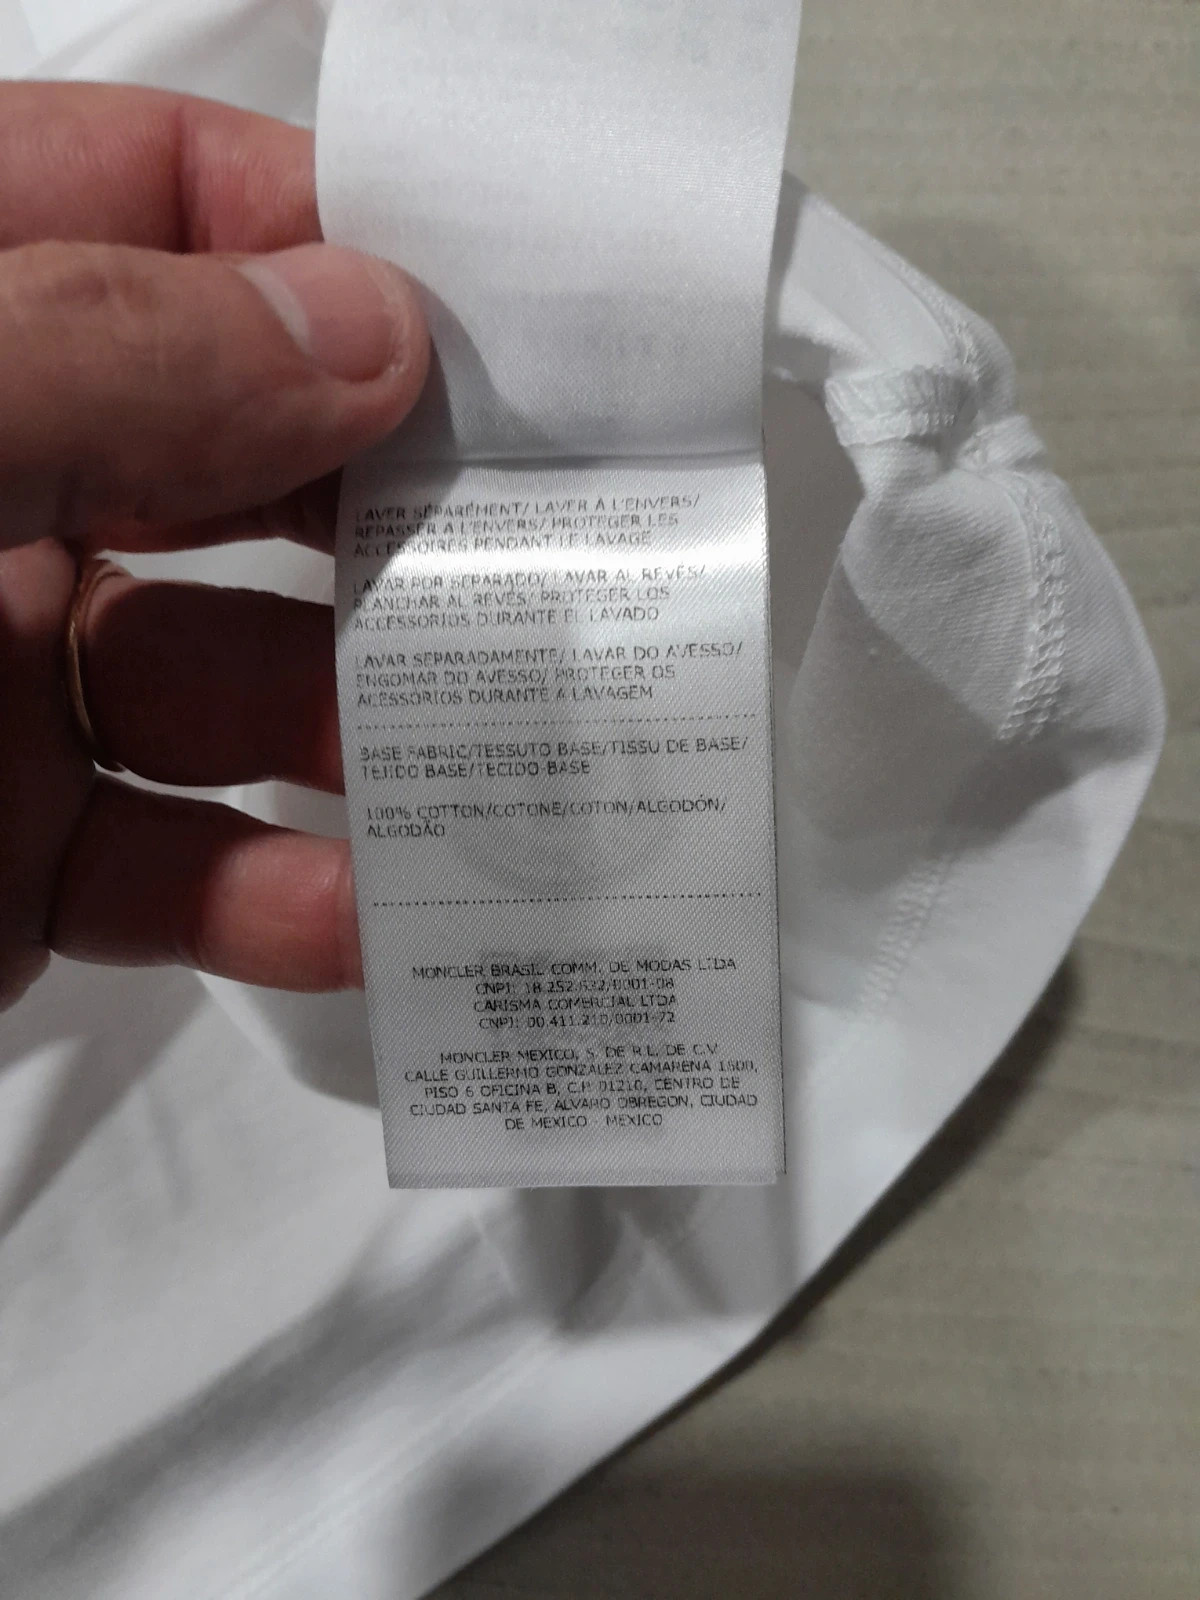 LAVER SÉPARÉMENT/ LAVER À L'ENVERS/
REPASSER A L'ENVERS/ PROTEGER LES
ACCESSOIRES PENDANT LE LAVAGE
LAVAR POR SEPARADO/ LAVAR AL REVÉS/
PLANCHAR AL REVÉS/ PROTEGER LOS
ACCESSORIOS DURANTE EL LAVADO
LAVAR SEPARADAMENTE/ LAVAR DO AVESSO/
ENGOMAR DO AVESSO/ PROTEGER OS
ACESSORIOS DURANTE A LAVAGEM
BASE FABRIC/TESSUTO BASE/TISSU DE BASE/
TEJIDO BASE/TECIDO-BASE
100% COTTON/COTONE/COTON/ALGODÓN/
ALGODÃO
MONCLER BRASIL COMM. DE MODAS LTDA
CNPJ: 18.252.632/0001-08
CARISMA COMERCIAL LTDA
CNPJ: 00.411.210/0001-72
MONCLER MEXICO, S. DE R.L. DE C.V.
CALLE GUILLERMO GONZALEZ CAMARENA 1600,
PISO 6 OFICINA B, C.P. 01210, CENTRO DE
CIUDAD SANTA FE, ALVARO OBREGON, CIUDAD
DE MEXICO - MEXICO